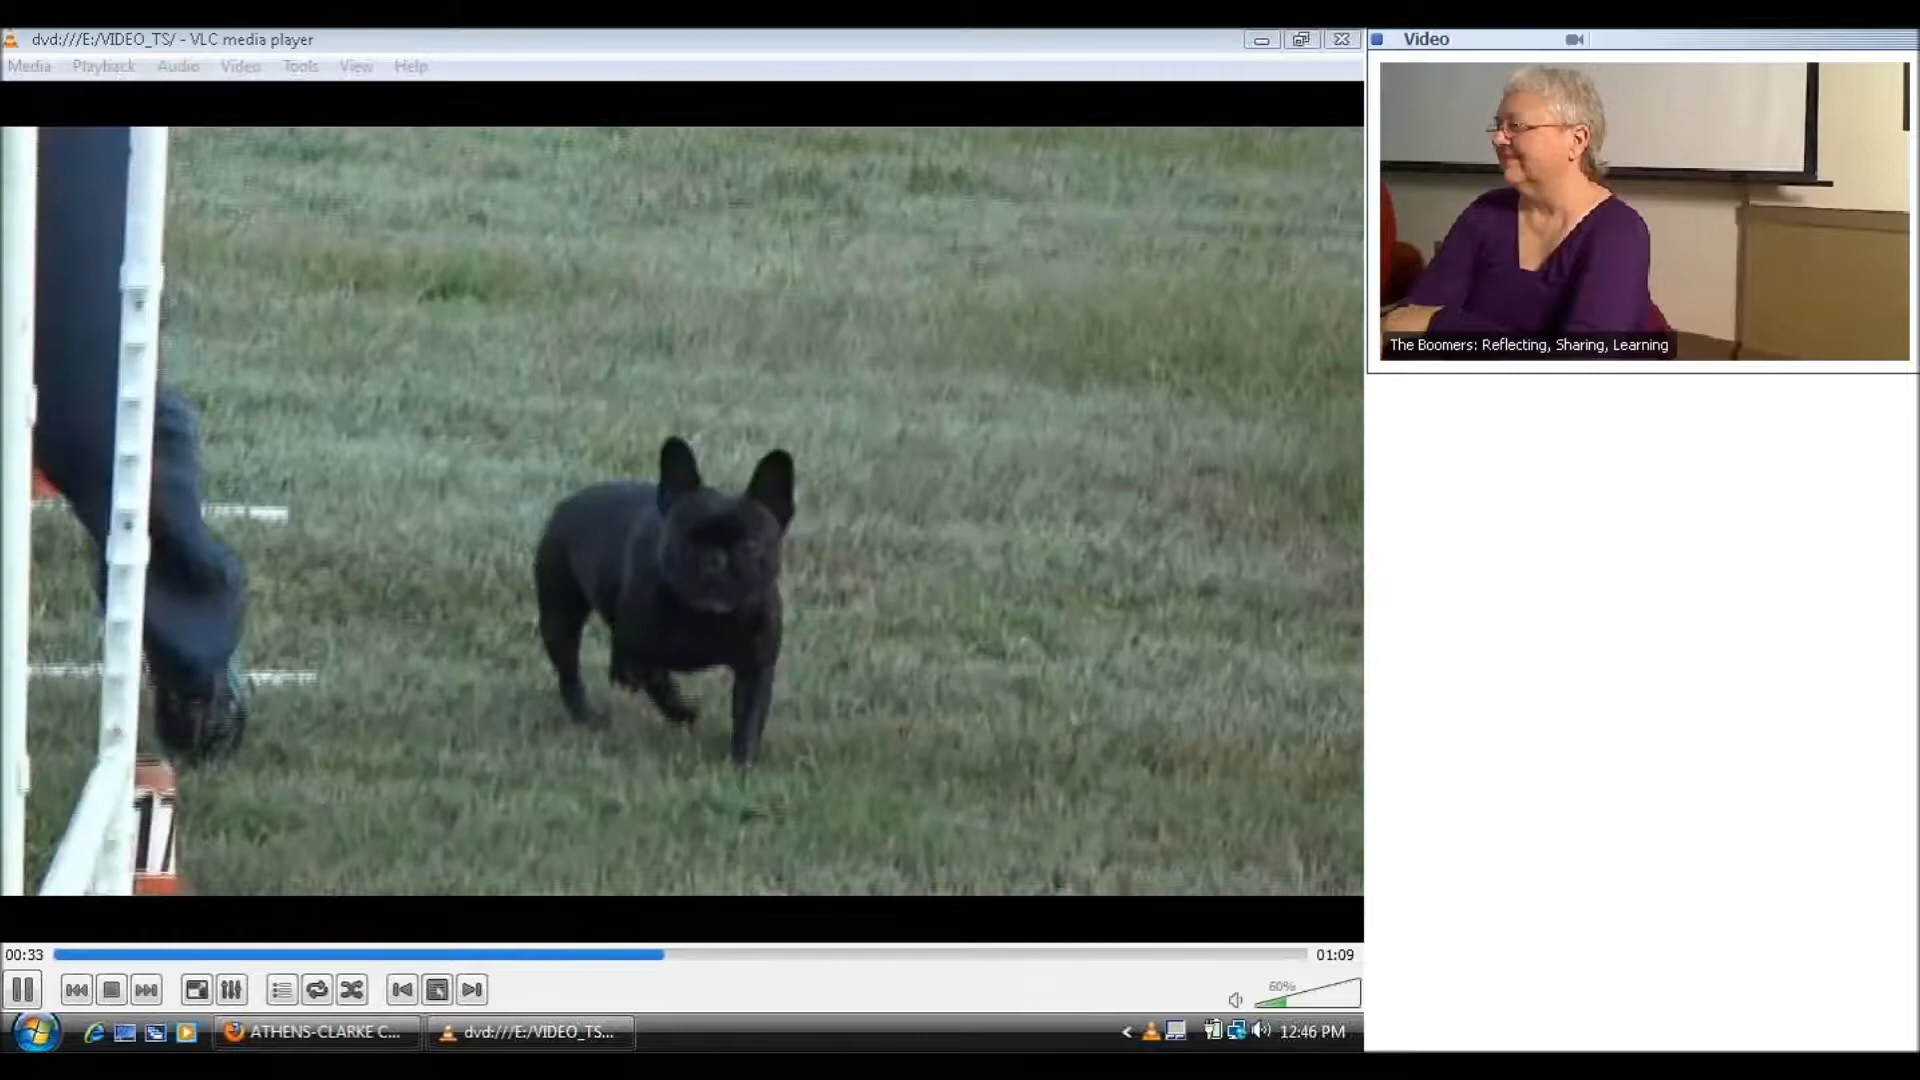 dvd:///E:/VIDEO_TS/ - VLC media player
Media Playback Audio Video Tools View Help
Video
The Boomers: Reflecting, Sharing, Learning
00:33
01:09
60%
ATHENS-CLARKE C...
dvd:///E:/VIDEO_TS...
12:46 PM